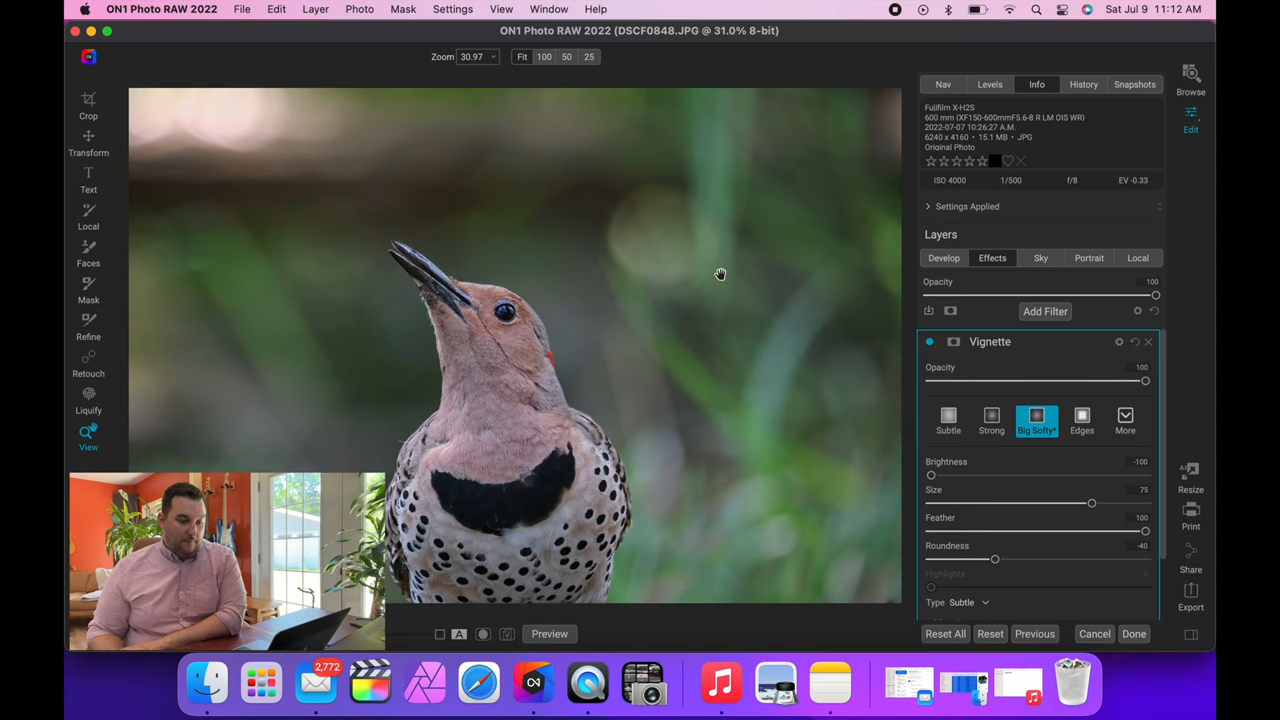 ON1 Photo RAW 2022 File Edit Layer Photo Mask Settings View Window Help Sat Jul 9 11:12 AM
ON1 Photo RAW 2022 (DSCF0848.JPG @ 31.0% 8-bit)
Zoom 30.97 Fit 100 50 25
Nav Levels Info History Snapshots
Browse
Edit
Fujifilm X-H2S
600 mm (XF150-600mmF5.6-8 R LM OIS WR)
2022-07-07 10:26:27 A.M.
6240 x 4160 • 15.1 MB • JPG
Original Photo
ISO 4000 1/500 f/8 EV -0.33
Settings Applied
Layers
Develop Effects Sky Portrait Local
Opacity 100
Add Filter
Vignette
Opacity 100
Subtle Strong Big Softy* Edges More
Brightness -100
Size 75
Feather 100
Roundness -40
Highlights 0
Type Subtle
Crop
Transform
T
Text
Local
Faces
Mask
Refine
Retouch
Liquify
View
A Preview
Reset All Reset Previous Cancel Done
AI
Resize
Print
Share
Export
2,772